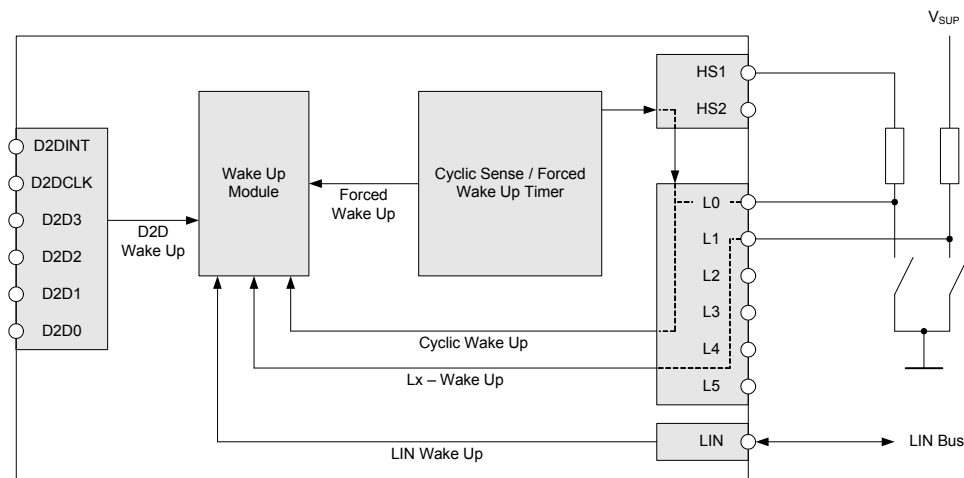 V_SUP
HS1
HS2
D2DINT
D2DCLK
D2D3
D2D2
D2D1
D2D0
D2D
Wake Up
Wake Up
Module
Forced
Wake Up
Cyclic Sense / Forced
Wake Up Timer
L0
L1
L2
L3
L4
L5
Cyclic Wake Up
Lx – Wake Up
LIN Wake Up
LIN
LIN Bus